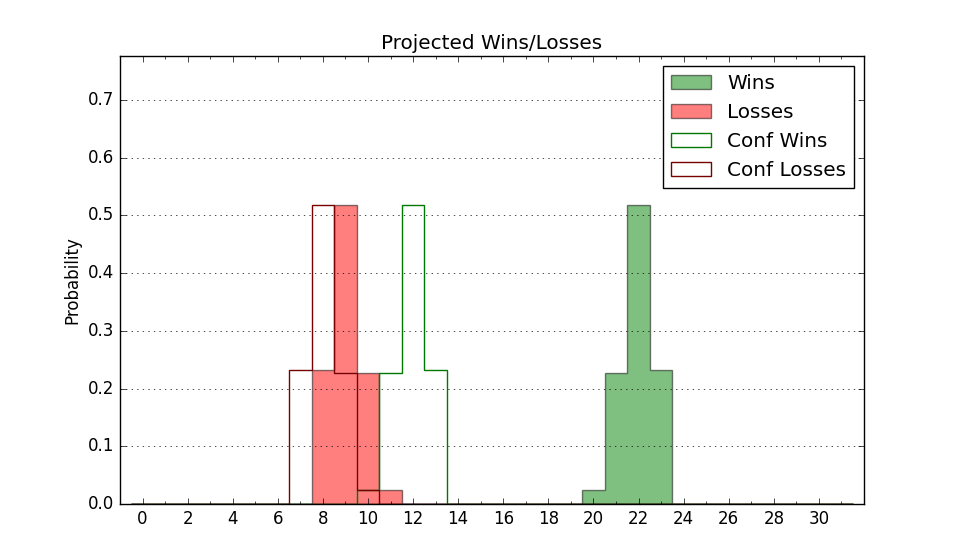 Projected Wins/Losses
Wins
Losses
Conf Wins
Conf Losses
Probability
0.7
0.6
0.5
0.4
0.3
0.2
0.1
0.0
0 2 4 6 8 10 12 14 16 18 20 22 24 26 28 30